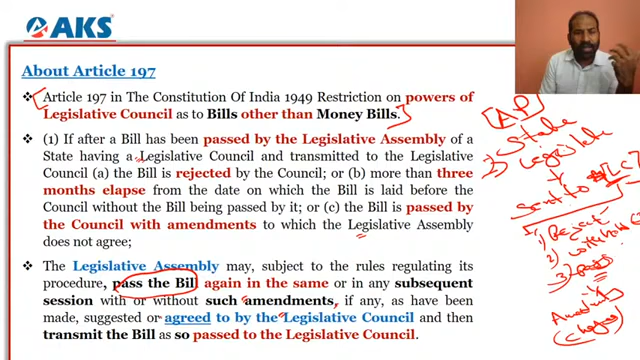 AKS
About Article 197
❖ Article 197 in The Constitution Of India 1949 Restriction on powers of
Legislative Council as to Bills other than Money Bills.
❖ (1) If after a Bill has been passed by the Legislative Assembly of a
State having a Legislative Council and transmitted to the Legislative
Council (a) the Bill is rejected by the Council; or (b) more than three
months elapse from the date on which the Bill is laid before the
Council without the Bill being passed by it; or (c) the Bill is passed by
the Council with amendments to which the Legislative Assembly
does not agree;
❖ The Legislative Assembly may, subject to the rules regulating its
procedure, pass the Bill again in the same or in any subsequent
session with or without such amendments, if any, as have been
made, suggested or agreed to by the Legislative Council and then
transmit the Bill as so passed to the Legislative Council.
[AP]
State
Sent to
1) Reject
2)
3)